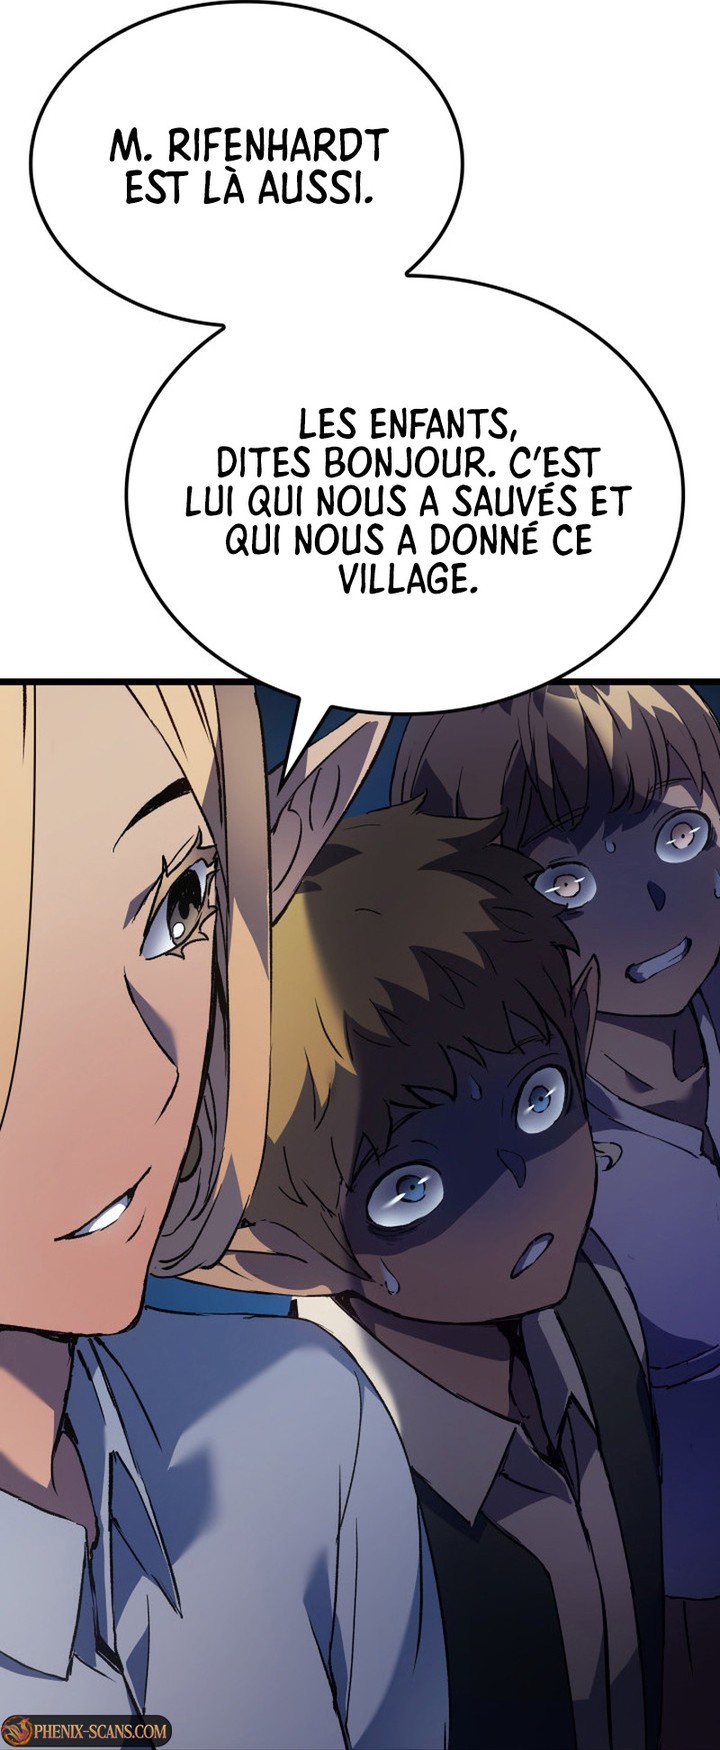 M. RIFENHARDT
EST LÀ AUSSI.
LES ENFANTS,
DITES BONJOUR. C'EST
LUI QUI NOUS A SAUVÉS ET
QUI NOUS A DONNÉ CE
VILLAGE.
PHENIX-SCANS.COM